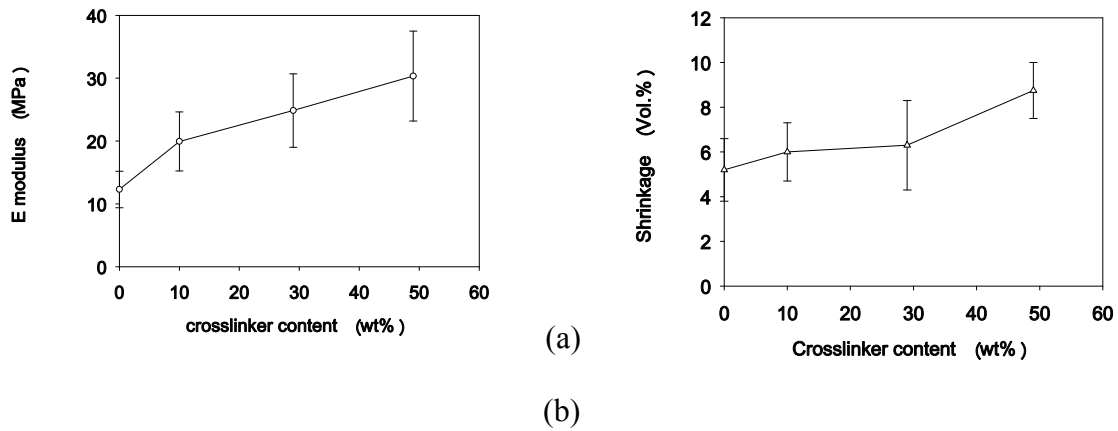 40
30
20
10
0
E modulus (MPa)
0 10 20 30 40 50 60
crosslinker content (wt%)
(a)
12
10
8
6
4
2
0
Shrinkage (Vol.%)
0 10 20 30 40 50 60
Crosslinker content (wt%)
(b)